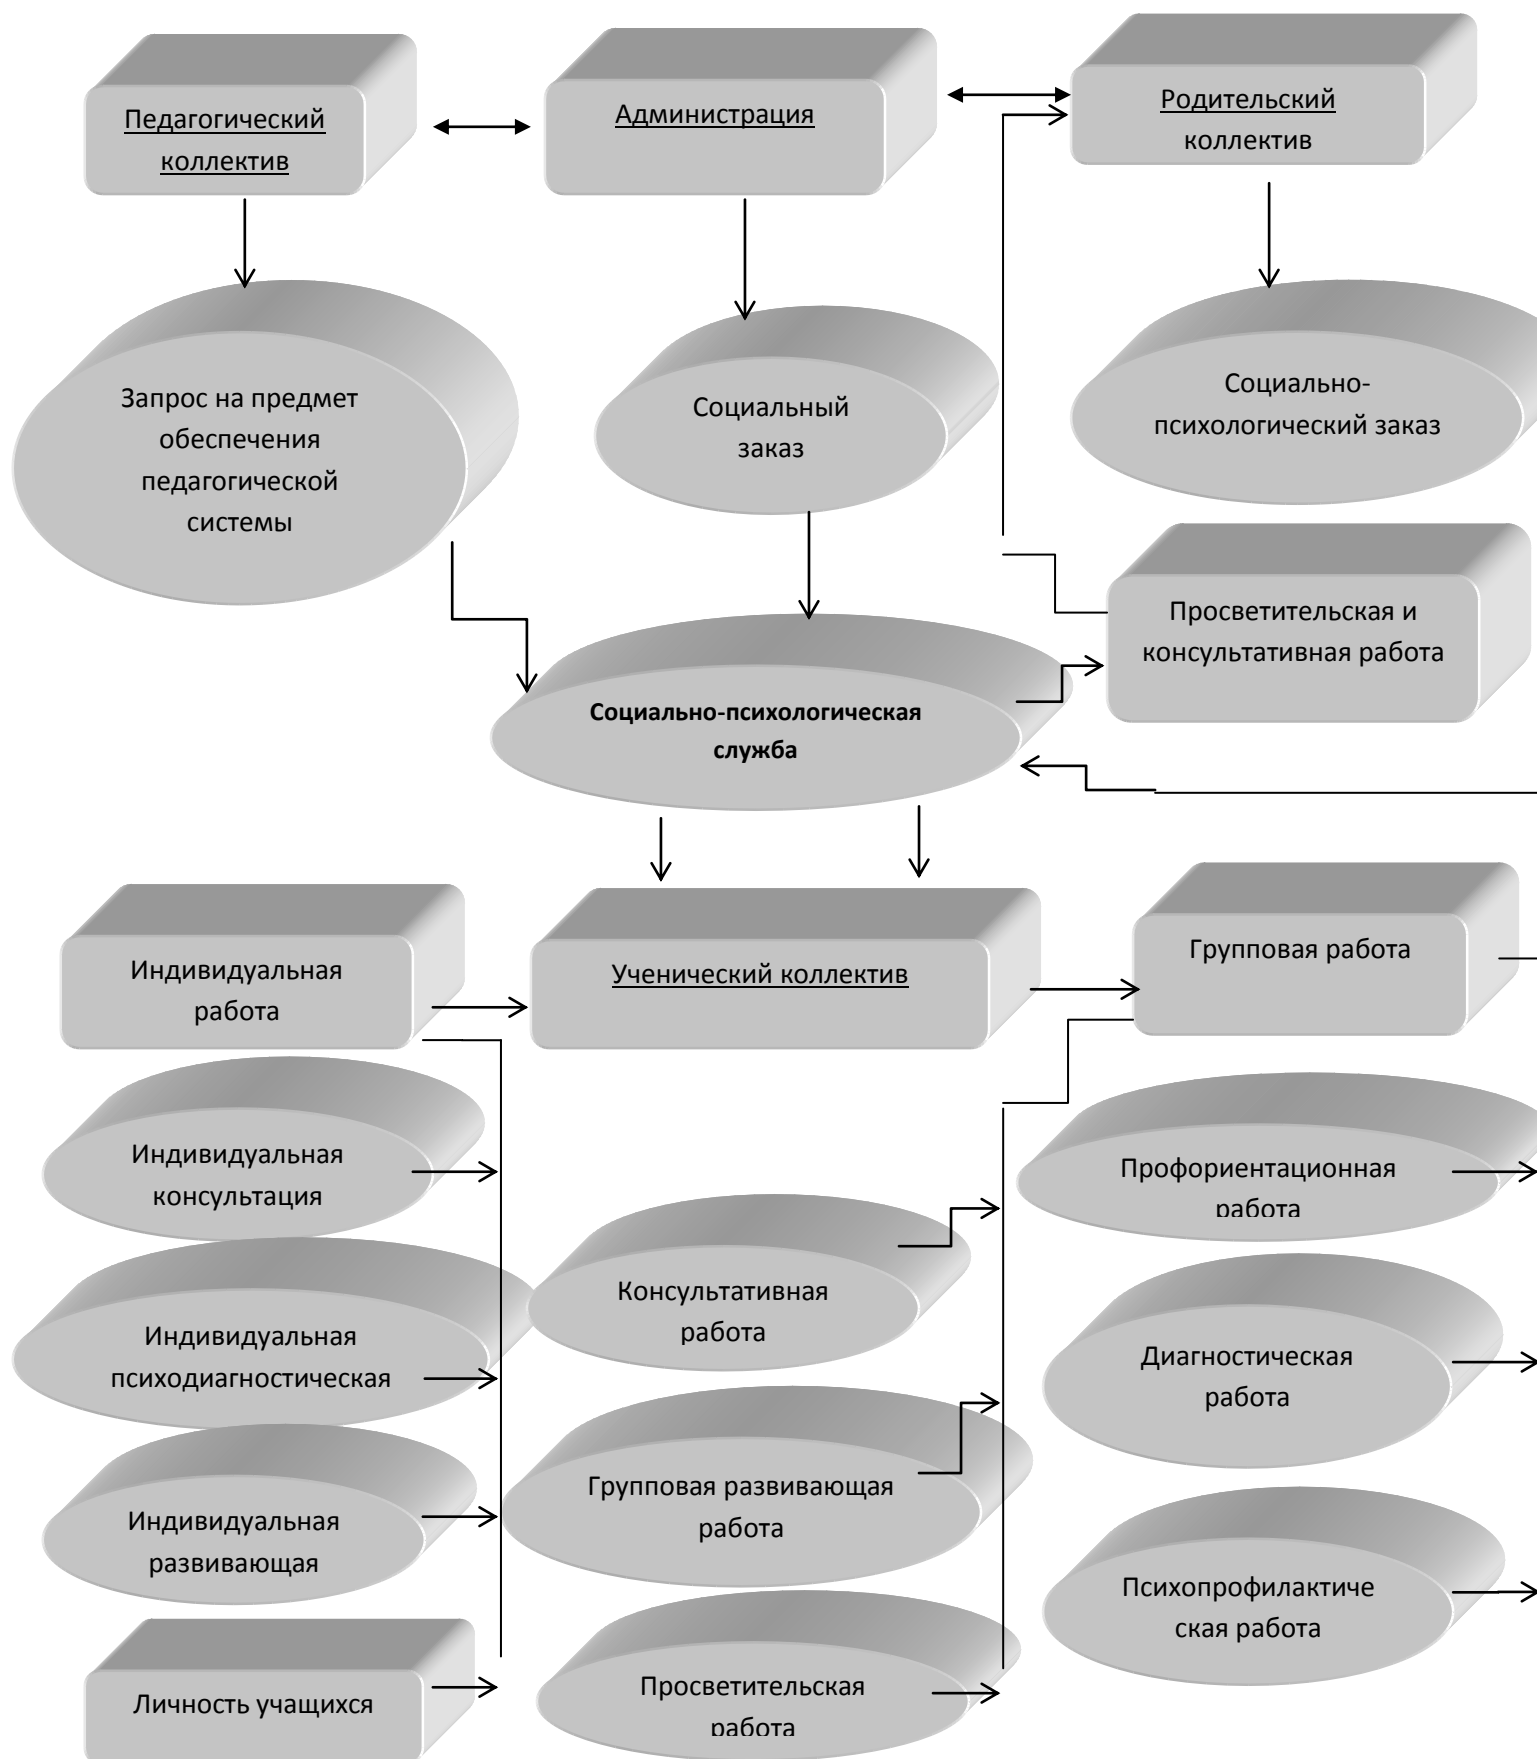 Педагогический
коллектив
Администрация
Родительский
коллектив
Запрос на предмет
обеспечения
педагогической
системы
Социальный
заказ
Социально-
психологический заказ
Просветительская и
консультативная работа
Социально-психологическая
служба
Индивидуальная
работа
Ученический коллектив
Групповая работа
Индивидуальная
консультация
Консультативная
работа
Профориентационная
работа
Индивидуальная
психодиагностическая
Групповая развивающая
работа
Диагностическая
работа
Индивидуальная
развивающая
Просветительская
работа
Психопрофилактиче
ская работа
Личность учащихся